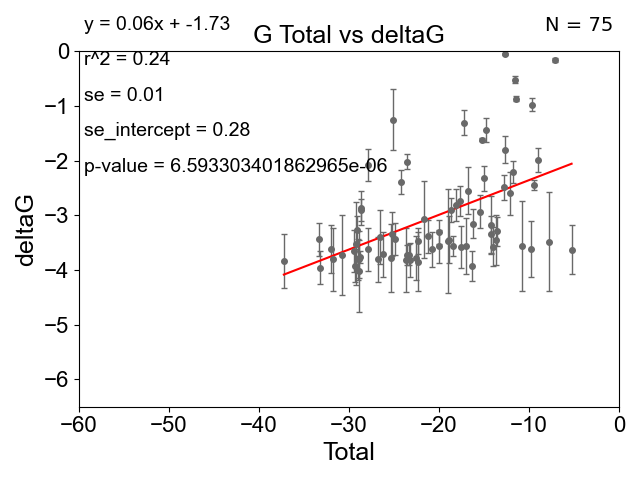 y = 0.06x + -1.73
N = 75
G Total vs deltaG
r^2 = 0.24
se = 0.01
se_intercept = 0.28
p-value = 6.593303401862965e-06
0
−1
−2
−3
−4
−5
−6
deltaG
−60 −50 −40 −30 −20 −10 0
Total